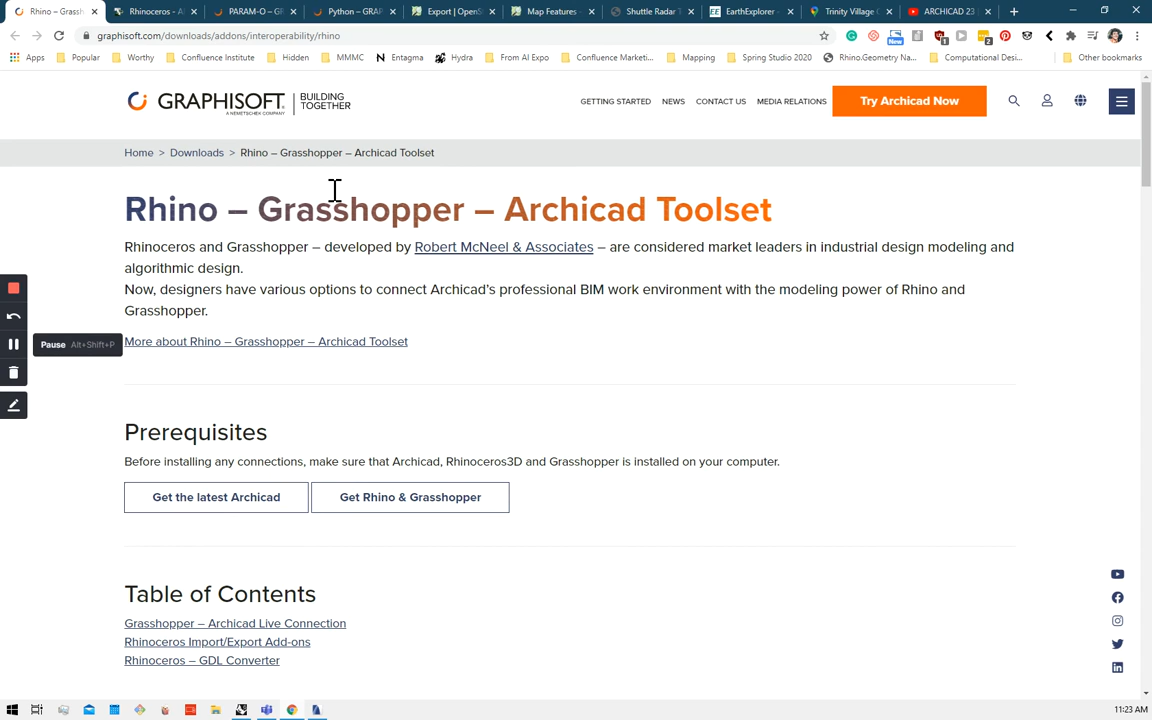 Rhino – Grassh
Rhinoceros - A
PARAM-O – GF
Python – GRAP
Export | OpenS
Map Features
Shuttle Radar T
EarthExplorer
Trinity Village C
ARCHICAD 23
graphisoft.com/downloads/addons/interoperability/rhino
New
1
2
Apps
Popular
Worthy
Confluence Institute
Hidden
MMMC
Entagma
Hydra
From AI Expo
Confluence Marketi...
Mapping
Spring Studio 2020
Rhino.Geometry Na...
Computational Desi...
Other bookmarks
GRAPHISOFT.
A NEMETSCHEK COMPANY
BUILDING
TOGETHER
GETTING STARTED
NEWS
CONTACT US
MEDIA RELATIONS
Try Archicad Now
Home > Downloads > Rhino – Grasshopper – Archicad Toolset
Rhino – Grasshopper – Archicad Toolset
Rhinoceros and Grasshopper – developed by Robert McNeel & Associates – are considered market leaders in industrial design modeling and
algorithmic design.
Now, designers have various options to connect Archicad's professional BIM work environment with the modeling power of Rhino and
Grasshopper.
Pause Alt+Shift+P
More about Rhino – Grasshopper – Archicad Toolset
Prerequisites
Before installing any connections, make sure that Archicad, Rhinoceros3D and Grasshopper is installed on your computer.
Get the latest Archicad
Get Rhino & Grasshopper
Table of Contents
Grasshopper – Archicad Live Connection
Rhinoceros Import/Export Add-ons
Rhinoceros – GDL Converter
11:23 AM